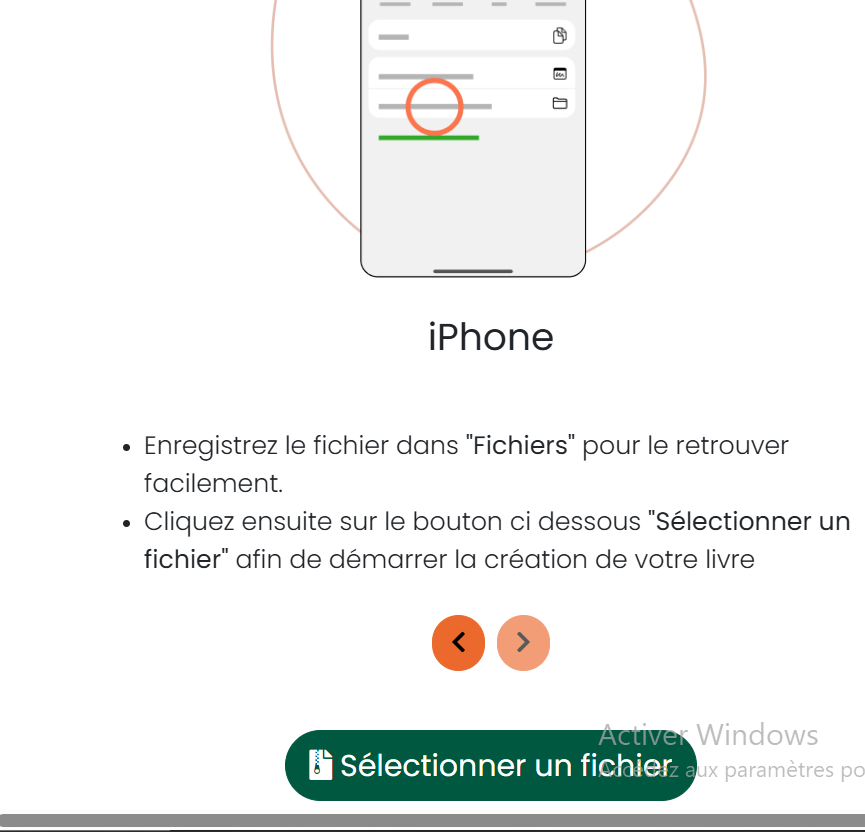 iPhone
Enregistrez le fichier dans "Fichiers" pour le retrouver
facilement.
Cliquez ensuite sur le bouton ci dessous "Sélectionner un
fichier" afin de démarrer la création de votre livre
Sélectionner un fichier
Activer Windows
Accédez aux paramètres po